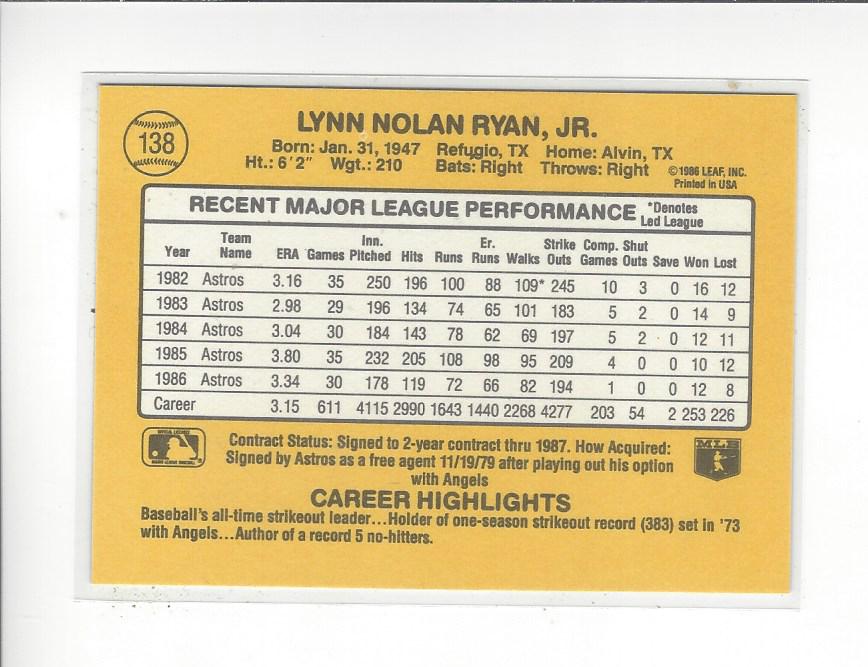 138
LYNN NOLAN RYAN, JR.
Born: Jan. 31, 1947 Refugio, TX Home: Alvin, TX
Ht.: 6'2" Wgt.: 210 Bats: Right Throws: Right
©1986 LEAF, INC.
Printed in USA
RECENT MAJOR LEAGUE PERFORMANCE *Denotes Led League
Year Team Name ERA Games Inn. Pitched Hits Runs Er. Runs Walks Strike Outs Comp. Games Shut Outs Save Won Lost
1982 Astros 3.16 35 250 196 100 88 109* 245 10 3 0 16 12
1983 Astros 2.98 29 196 134 74 65 101 183 5 2 0 14 9
1984 Astros 3.04 30 184 143 78 62 69 197 5 2 0 12 11
1985 Astros 3.80 35 232 205 108 98 95 209 4 0 0 10 12
1986 Astros 3.34 30 178 119 72 66 82 194 1 0 0 12 8
Career 3.15 611 4115 2990 1643 1440 2268 4277 203 54 2 253 226
Contract Status: Signed to 2-year contract thru 1987. How Acquired:
Signed by Astros as a free agent 11/19/79 after playing out his option
with Angels
MLB
CAREER HIGHLIGHTS
Baseball's all-time strikeout leader...Holder of one-season strikeout record (383) set in '73
with Angels...Author of a record 5 no-hitters.